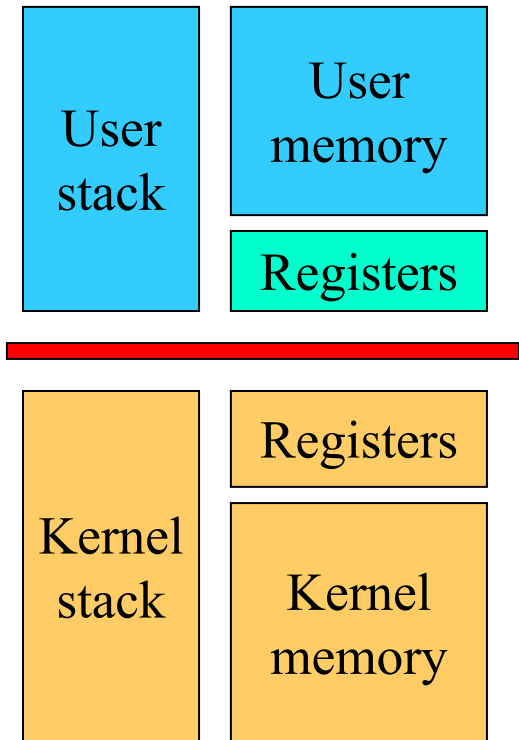 User
stack
User
memory
Registers
Kernel
stack
Registers
Kernel
memory